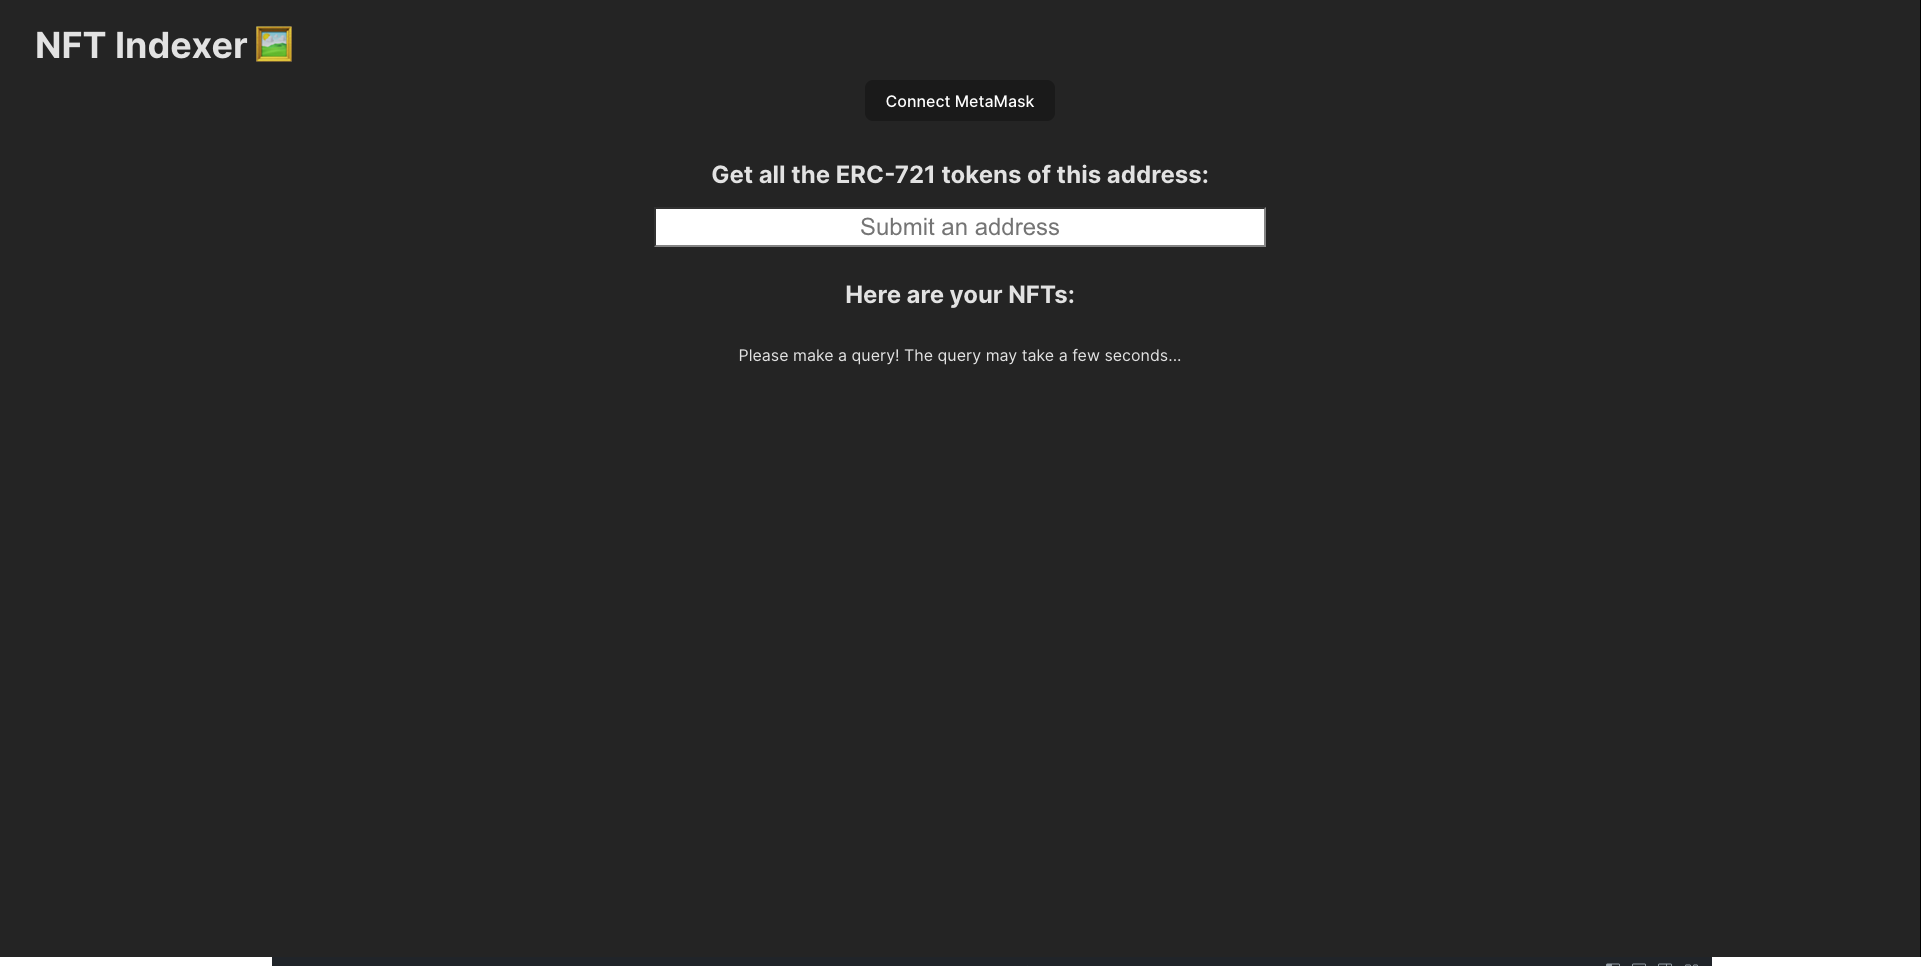 NFT Indexer 🖼️
Connect MetaMask
Get all the ERC-721 tokens of this address:
Submit an address
Here are your NFTs:
Please make a query! The query may take a few seconds...